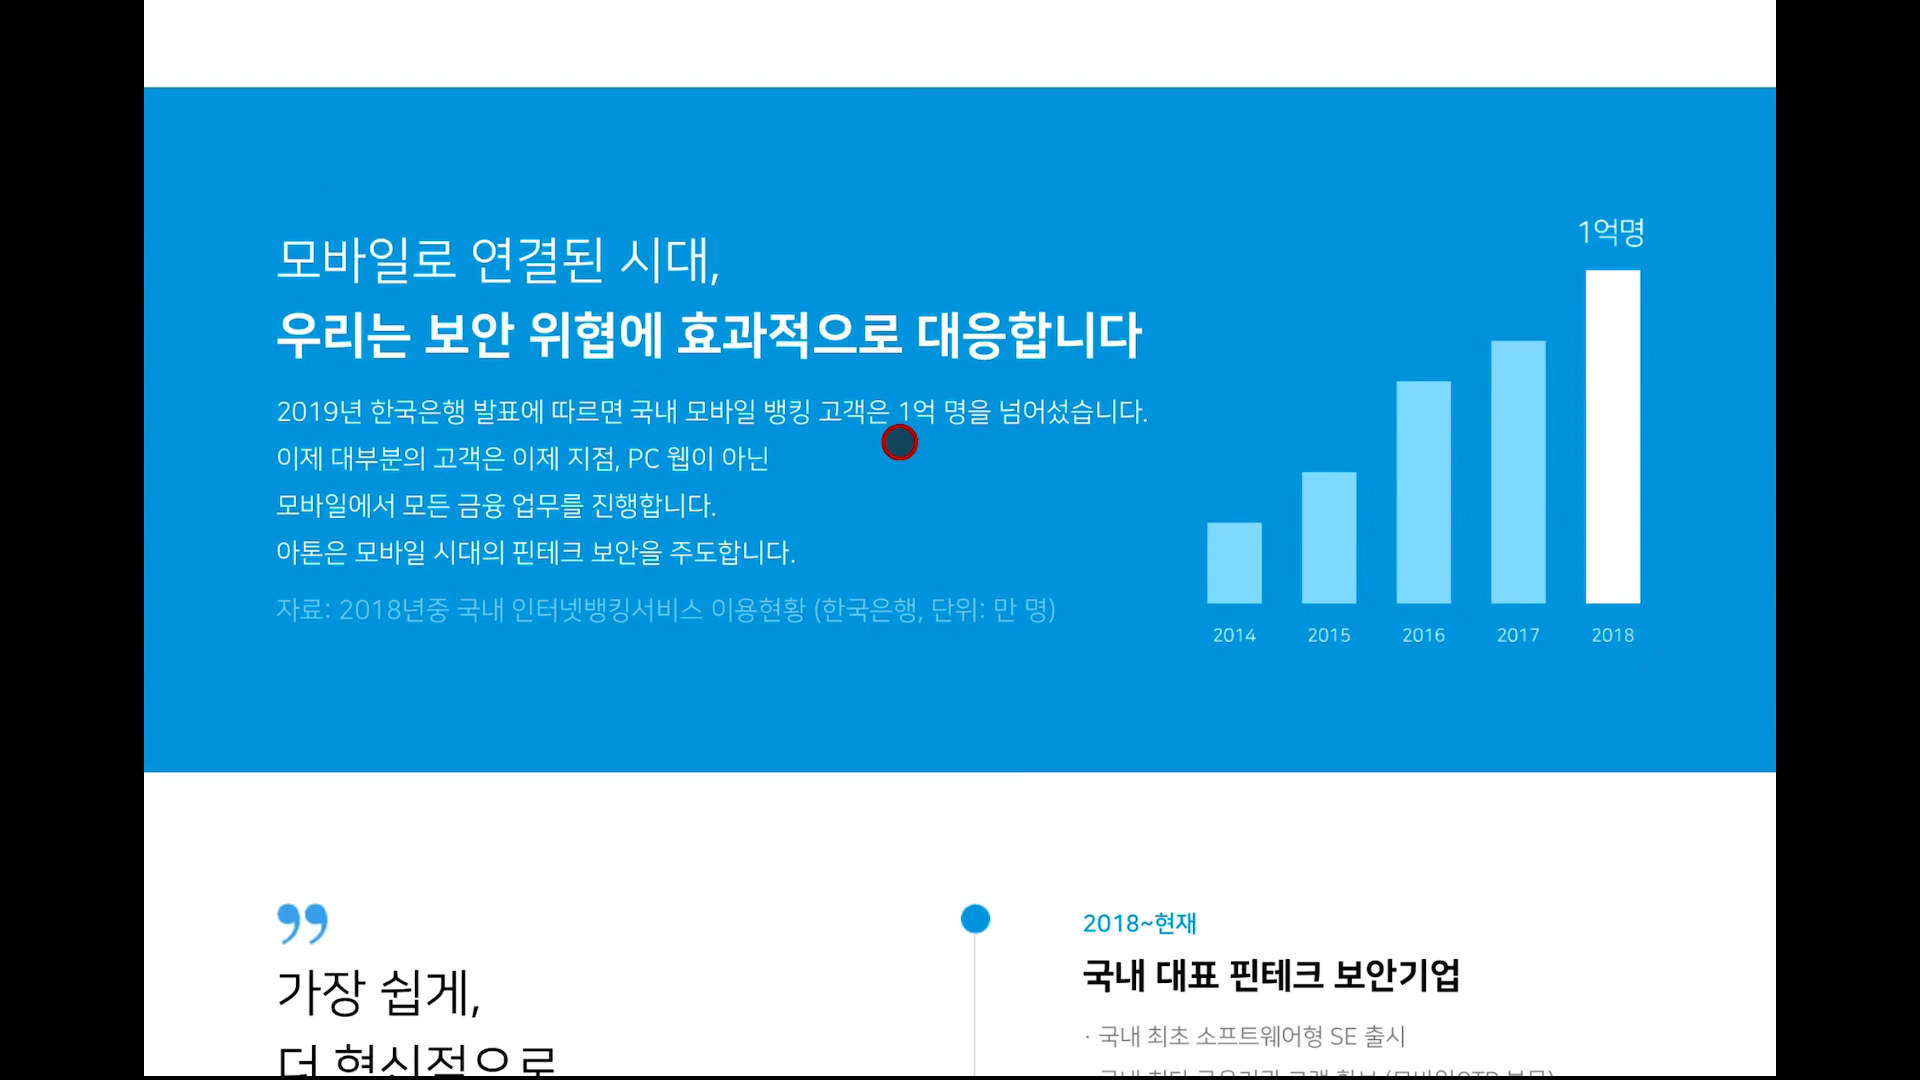 모바일로 연결된 시대,
우리는 보안 위협에 효과적으로 대응합니다
2019년 한국은행 발표에 따르면 국내 모바일 뱅킹 고객은 1억 명을 넘어섰습니다.
이제 대부분의 고객은 이제 지점, PC 웹이 아닌
모바일에서 모든 금융 업무를 진행합니다.
아톤은 모바일 시대의 핀테크 보안을 주도합니다.
자료: 2018년중 국내 인터넷뱅킹서비스 이용현황 (한국은행, 단위: 만 명)
1억명
2014 2015 2016 2017 2018
가장 쉽게,
더 혁신적으로
2018~현재
국내 대표 핀테크 보안기업
· 국내 최초 소프트웨어형 SE 출시